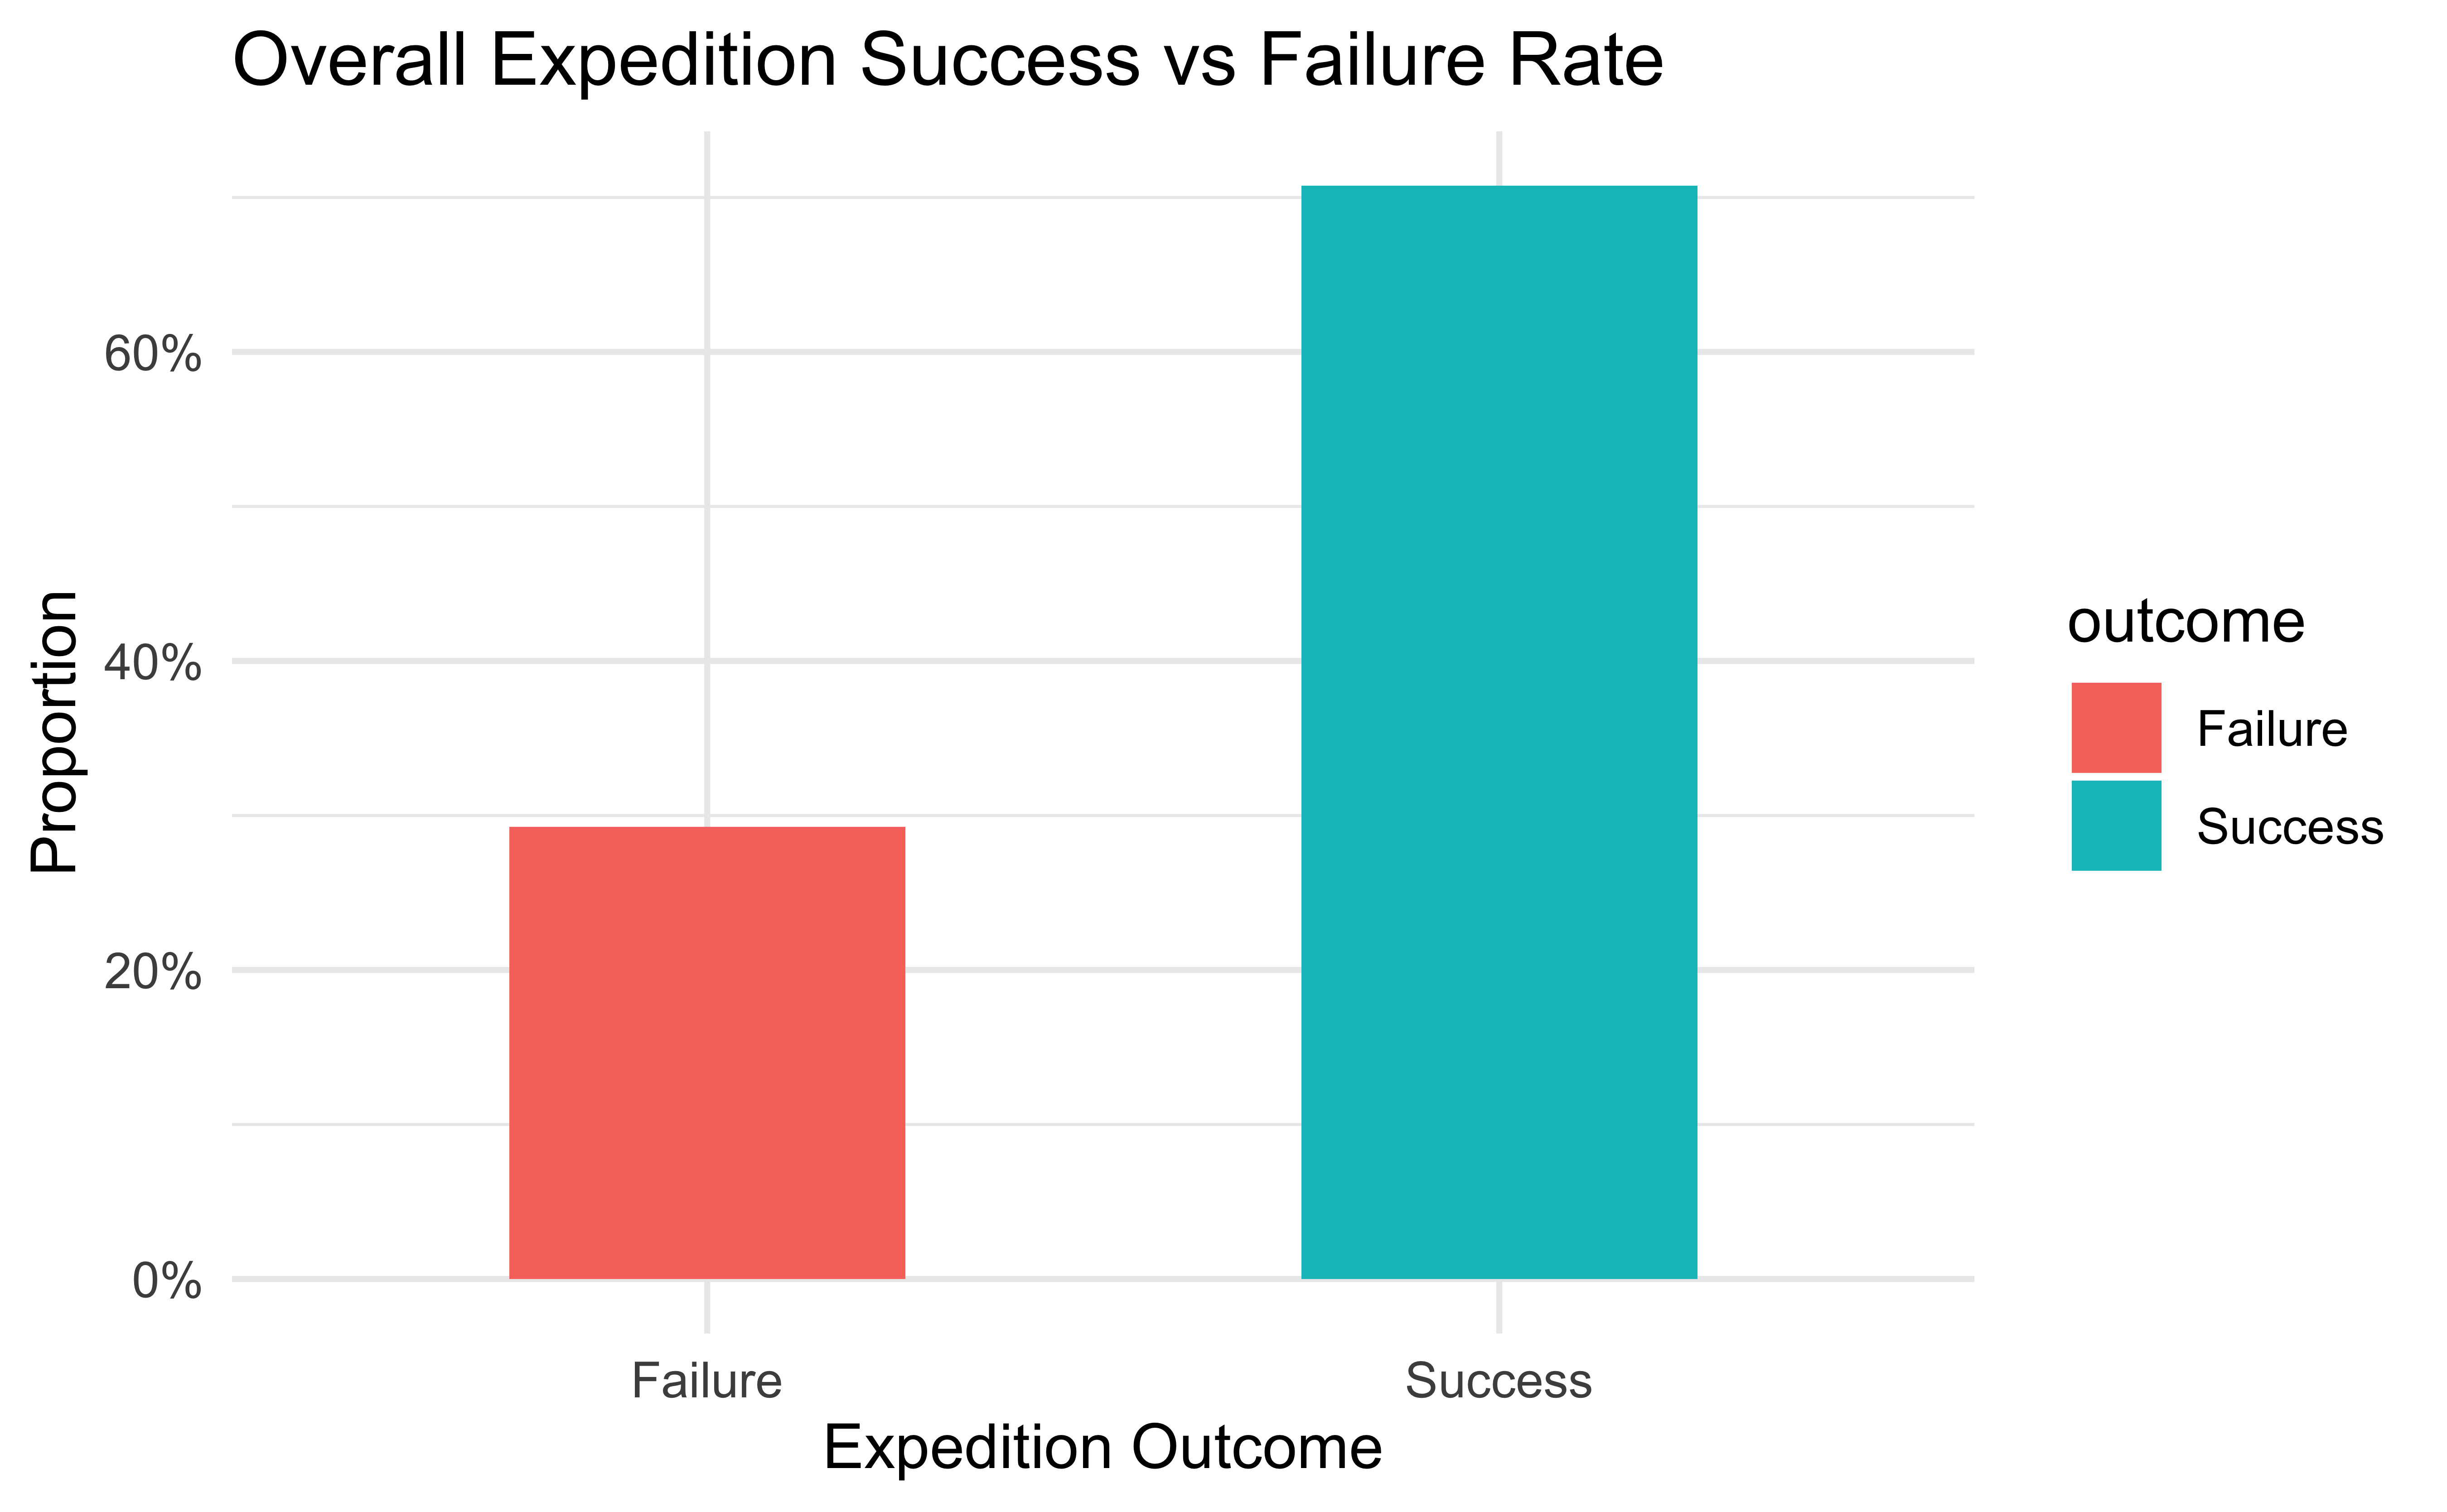 Overall Expedition Success vs Failure Rate
Proportion
60%
40%
20%
0%
Failure
Success
Expedition Outcome
outcome
Failure
Success